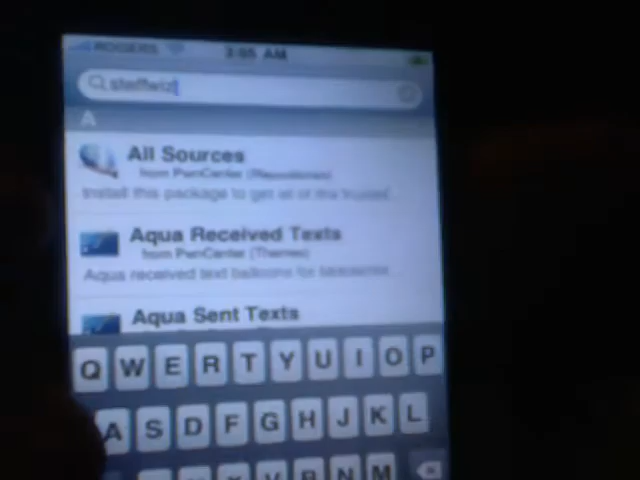 ROGERS 3:55 AM
steffwiz
A
All Sources
from PwnCenter (Repositories)
Install this package to get all of the trusted
Aqua Received Texts
from PwnCenter (Themes)
Aqua received text balloons for
Aqua Sent Texts
Q W E R T Y U I O P
A S D F G H J K L
V B N M